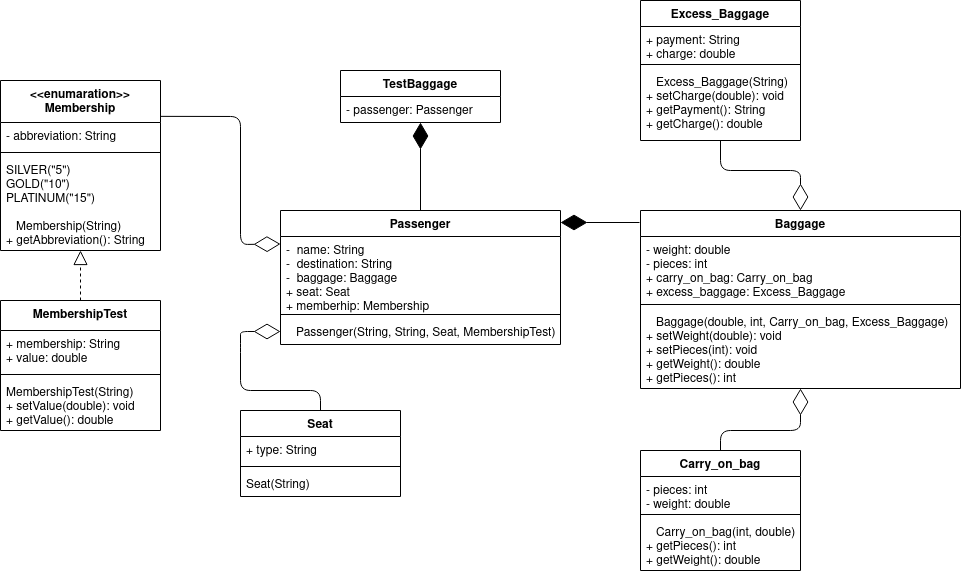 Excess_Baggage
+ payment: String
+ charge: double
Excess_Baggage(String)
+ setCharge(double): void
+ getPayment(): String
+ getCharge(): double
TestBaggage
- passenger: Passenger
<<enumaration>>
Membership
- abbreviation: String
SILVER("5")
GOLD("10")
PLATINUM("15")
Membership(String)
+ getAbbreviation(): String
Passenger
- name: String
- destination: String
- baggage: Baggage
+ seat: Seat
+ memberhip: Membership
Passenger(String, String, Seat, MembershipTest)
Baggage
- weight: double
- pieces: int
+ carry_on_bag: Carry_on_bag
+ excess_baggage: Excess_Baggage
Baggage(double, int, Carry_on_bag, Excess_Baggage)
+ setWeight(double): void
+ setPieces(int): void
+ getWeight(): double
+ getPieces(): int
MembershipTest
+ membership: String
+ value: double
MembershipTest(String)
+ setValue(double): void
+ getValue(): double
Seat
+ type: String
Seat(String)
Carry_on_bag
- pieces: int
- weight: double
Carry_on_bag(int, double)
+ getPieces(): int
+ getWeight(): double